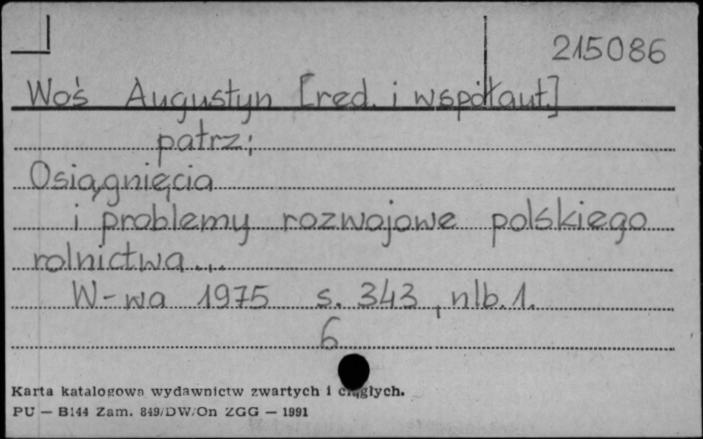 215086
Woś Augustyn [red. i współaut.]
patrz:
Osiągnięcia
i problemy rozwojowe polskiego
rolnictwa...
W-wa 1975 s. 343, nlb. 1.
6
Karta katalogowa wydawnictw zwartych i ciągłych.
PU — B144 Zam. 849/DW/On ZGG — 1991